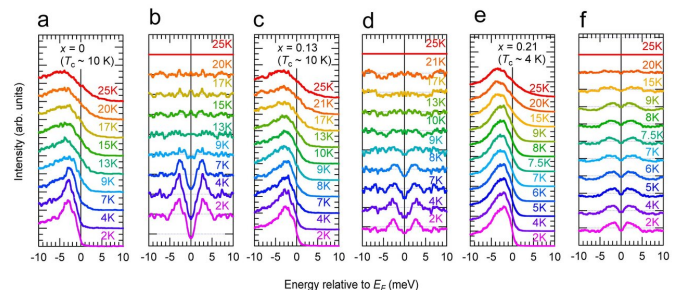 a
b
c
d
e
f
x = 0
(Tc ~ 10 K)
25K
20K
17K
15K
13K
9K
7K
4K
2K
25K
20K
17K
15K
13K
9K
7K
4K
2K
x = 0.13
(Tc ~ 10 K)
25K
21K
17K
13K
10K
9K
8K
7K
4K
2K
25K
21K
17K
13K
10K
9K
8K
7K
4K
2K
x = 0.21
(Tc ~ 4 K)
25K
20K
15K
9K
8K
7.5K
7K
6K
5K
4K
2K
25K
20K
15K
9K
8K
7.5K
7K
6K
5K
4K
2K
Intensity (arb. units)
-10 -5 0 5 10
-10 -5 0 5 10
-10 -5 0 5 10
-10 -5 0 5 10
-10 -5 0 5 10
-10 -5 0 5 10
Energy relative to EF (meV)